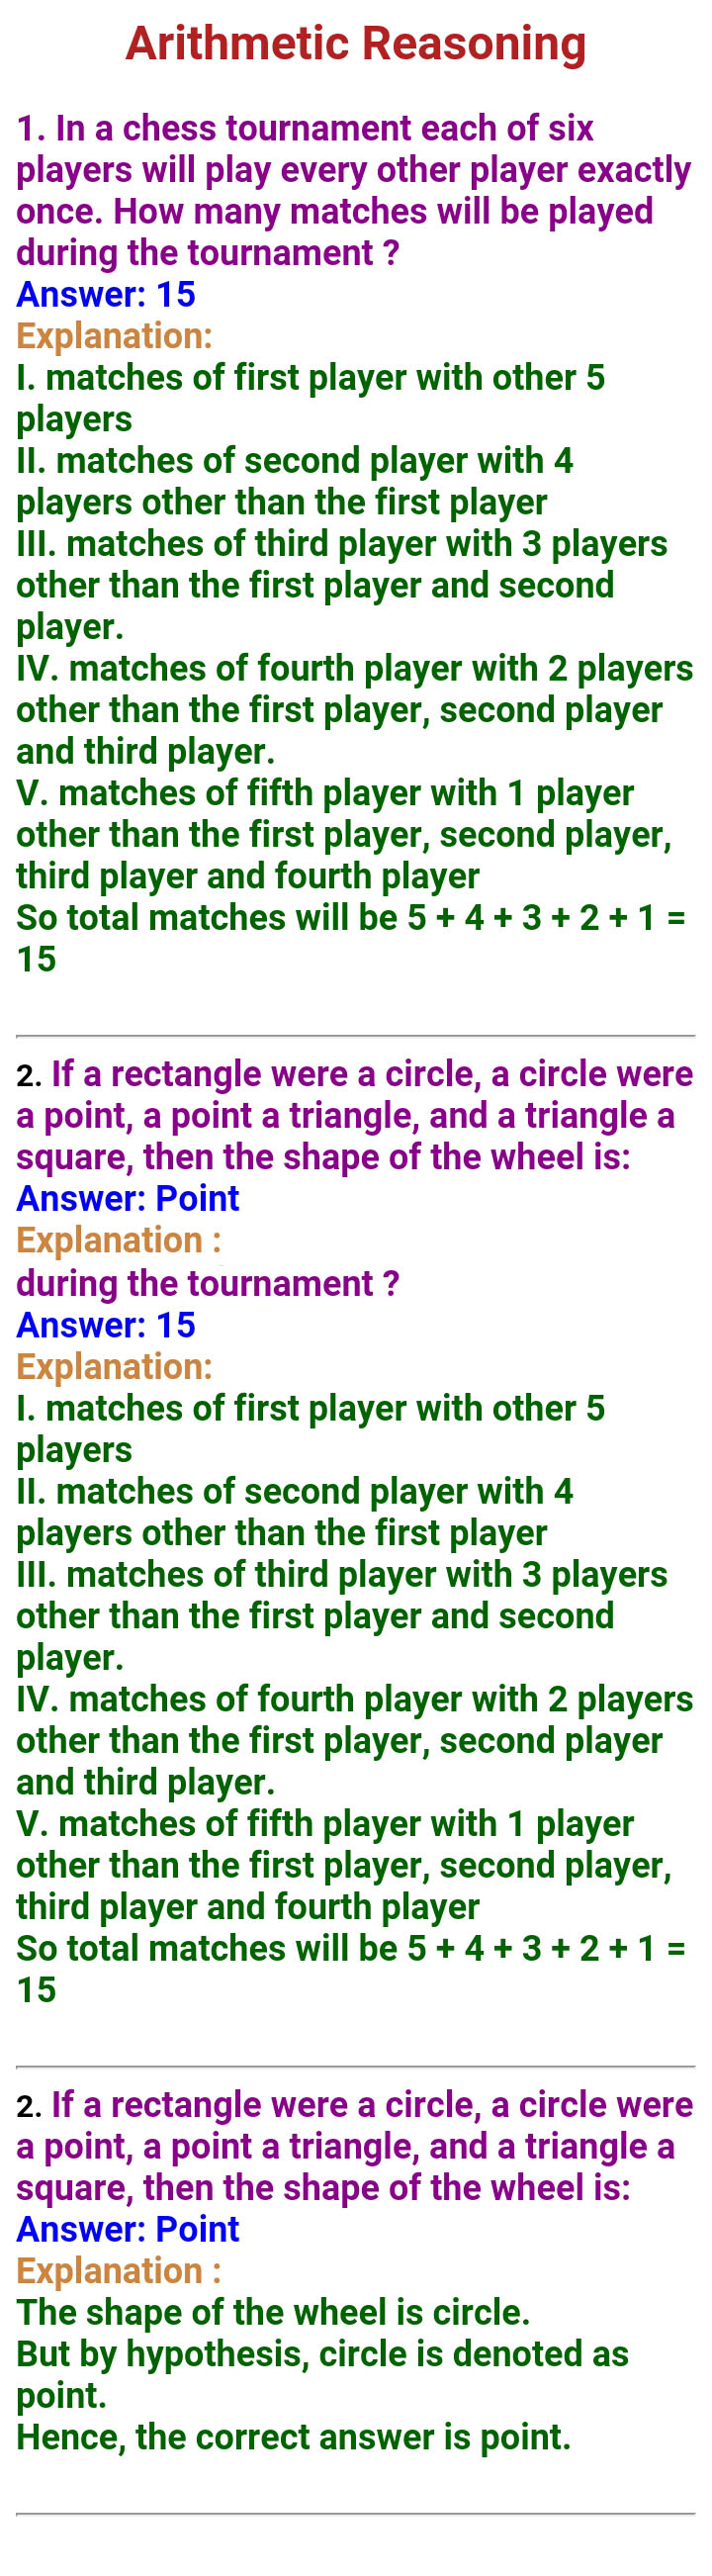 Arithmetic Reasoning
1. In a chess tournament each of six
players will play every other player exactly
once. How many matches will be played
during the tournament ?
Answer: 15
Explanation:
I. matches of first player with other 5
players
II. matches of second player with 4
players other than the first player
III. matches of third player with 3 players
other than the first player and second
player.
IV. matches of fourth player with 2 players
other than the first player, second player
and third player.
V. matches of fifth player with 1 player
other than the first player, second player,
third player and fourth player
So total matches will be 5 + 4 + 3 + 2 + 1 =
15
2. If a rectangle were a circle, a circle were
a point, a point a triangle, and a triangle a
square, then the shape of the wheel is:
Answer: Point
Explanation :
during the tournament ?
Answer: 15
Explanation:
I. matches of first player with other 5
players
II. matches of second player with 4
players other than the first player
III. matches of third player with 3 players
other than the first player and second
player.
IV. matches of fourth player with 2 players
other than the first player, second player
and third player.
V. matches of fifth player with 1 player
other than the first player, second player,
third player and fourth player
So total matches will be 5 + 4 + 3 + 2 + 1 =
15
2. If a rectangle were a circle, a circle were
a point, a point a triangle, and a triangle a
square, then the shape of the wheel is:
Answer: Point
Explanation :
The shape of the wheel is circle.
But by hypothesis, circle is denoted as
point.
Hence, the correct answer is point.